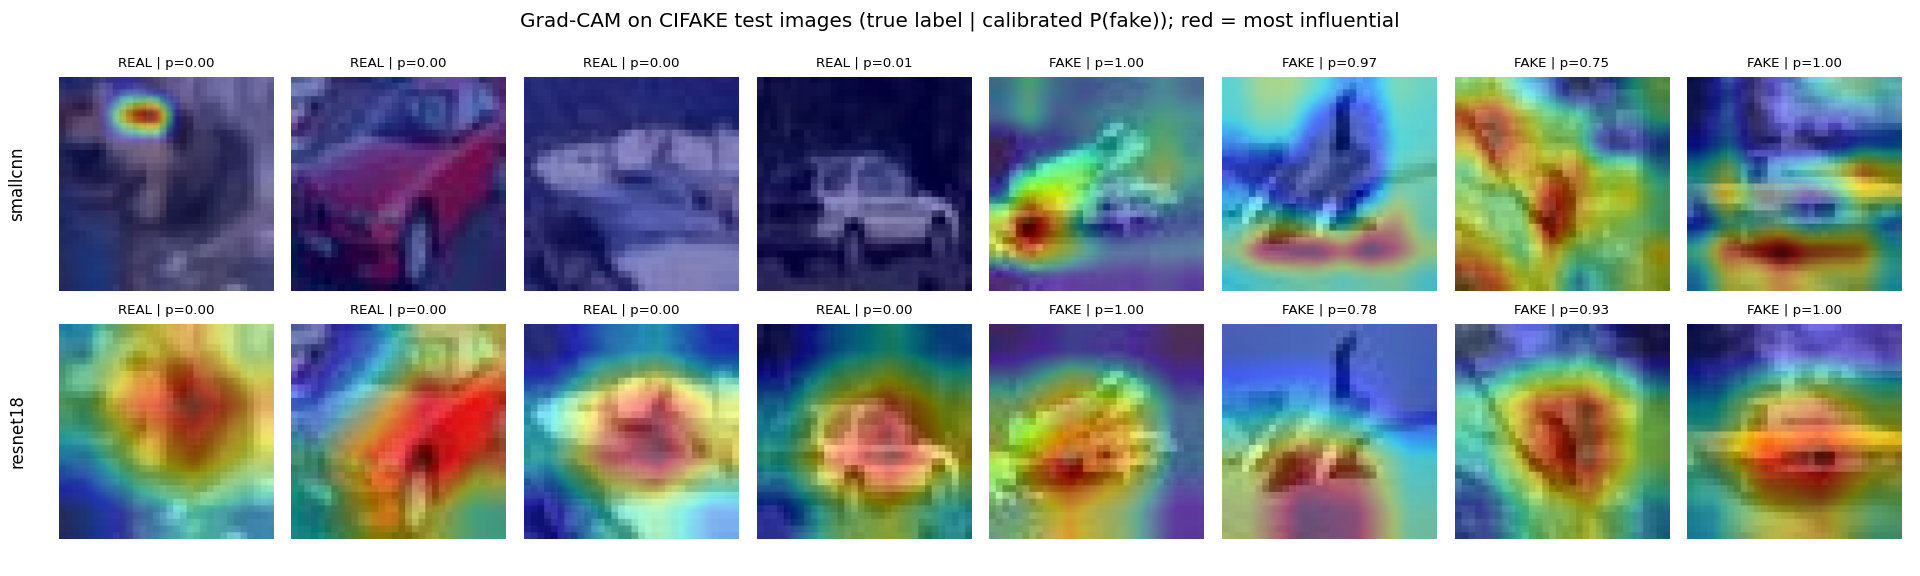 Grad-CAM on CIFAKE test images (true label | calibrated P(fake)); red = most influential
REAL | p=0.00
REAL | p=0.00
REAL | p=0.00
REAL | p=0.01
FAKE | p=1.00
FAKE | p=0.97
FAKE | p=0.75
FAKE | p=1.00
smallcnn
REAL | p=0.00
REAL | p=0.00
REAL | p=0.00
REAL | p=0.00
FAKE | p=1.00
FAKE | p=0.78
FAKE | p=0.93
FAKE | p=1.00
resnet18